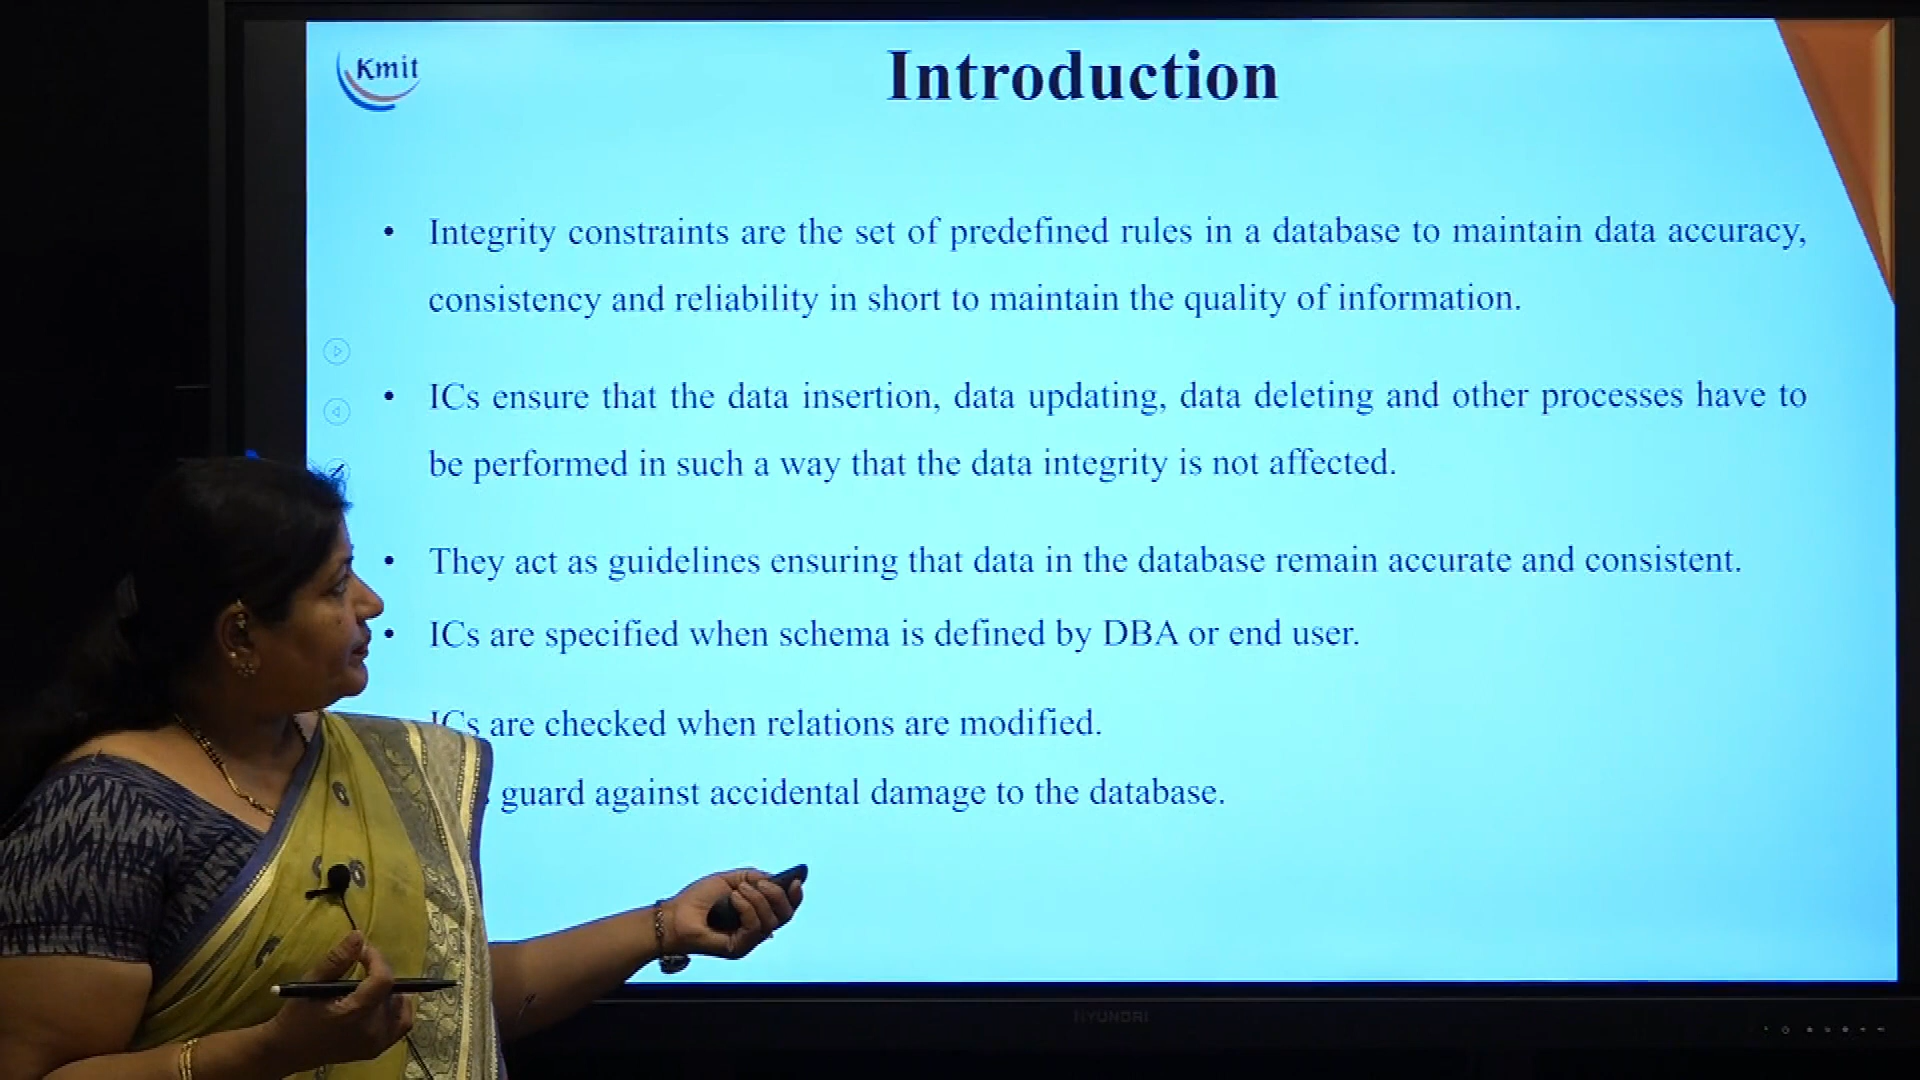 Kmit
Introduction
• Integrity constraints are the set of predefined rules in a database to maintain data accuracy,
consistency and reliability in short to maintain the quality of information.
• ICs ensure that the data insertion, data updating, data deleting and other processes have to
be performed in such a way that the data integrity is not affected.
• They act as guidelines ensuring that data in the database remain accurate and consistent.
• ICs are specified when schema is defined by DBA or end user.
ICs are checked when relations are modified.
guard against accidental damage to the database.
HYUNDAI